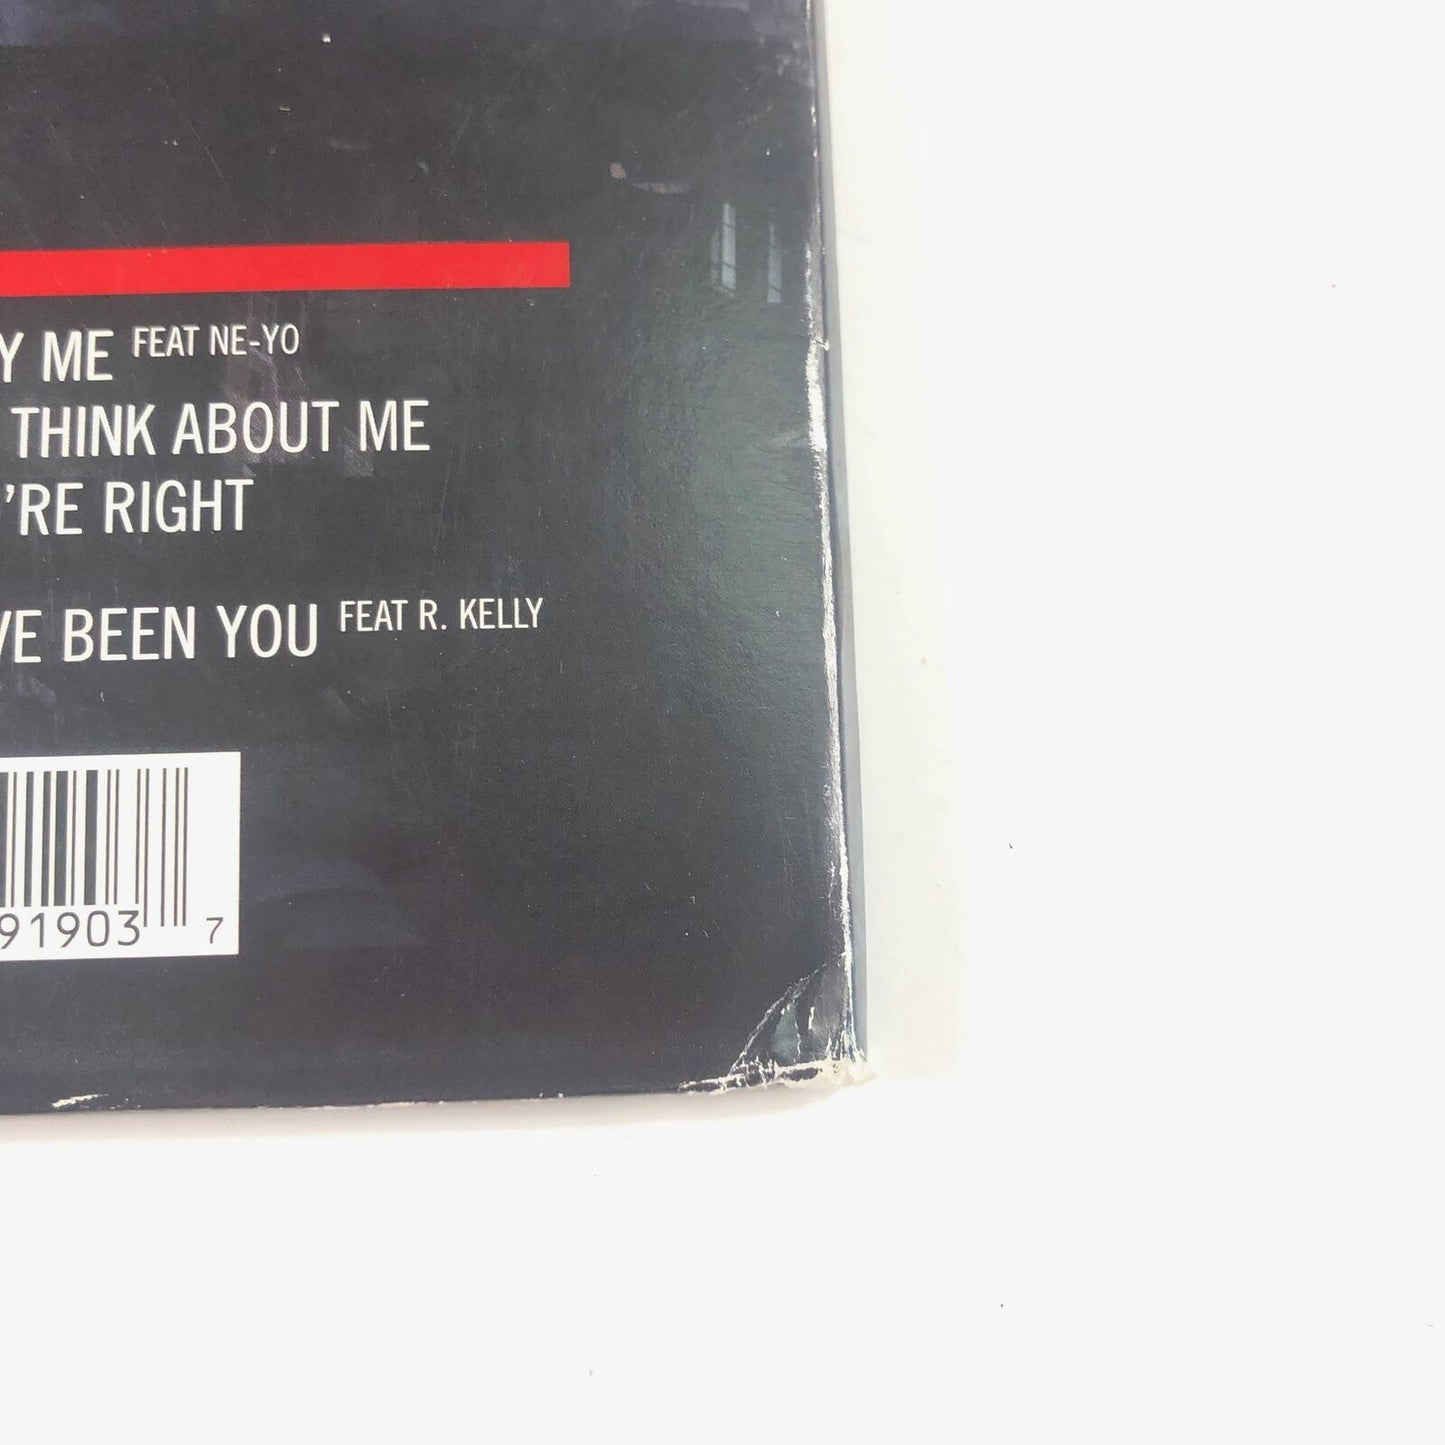 Y ME FEAT NE-YO
THINK ABOUT ME
'RE RIGHT
VE BEEN YOU FEAT R. KELLY
91903 7